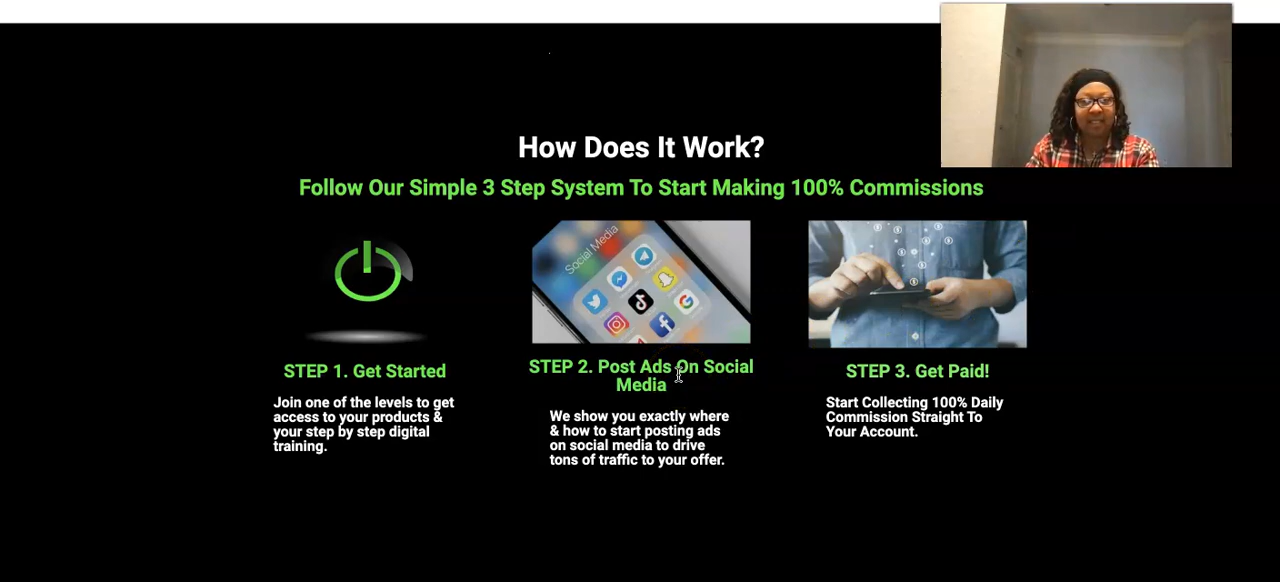 How Does It Work?
Follow Our Simple 3 Step System To Start Making 100% Commissions
Social Media
STEP 1. Get Started
Join one of the levels to get
access to your products &
your step by step digital
training.
STEP 2. Post Ads On Social
Media
We show you exactly where
& how to start posting ads
on social media to drive
tons of traffic to your offer.
STEP 3. Get Paid!
Start Collecting 100% Daily
Commission Straight To
Your Account.